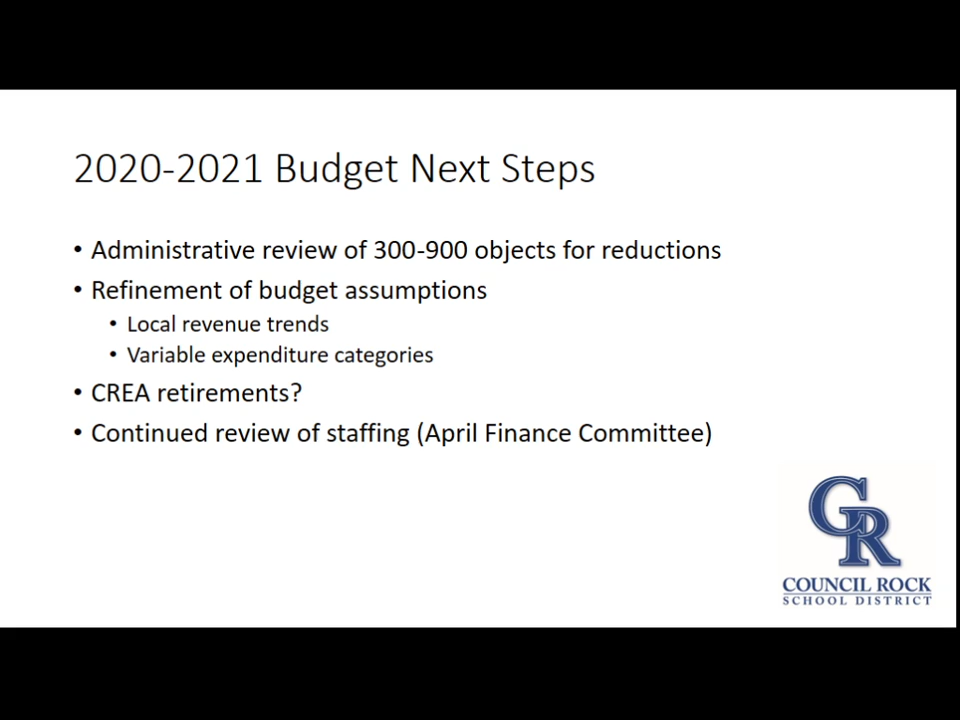 2020-2021 Budget Next Steps
• Administrative review of 300-900 objects for reductions
• Refinement of budget assumptions
• Local revenue trends
• Variable expenditure categories
• CREA retirements?
• Continued review of staffing (April Finance Committee)
CR
COUNCIL ROCK
SCHOOL DISTRICT